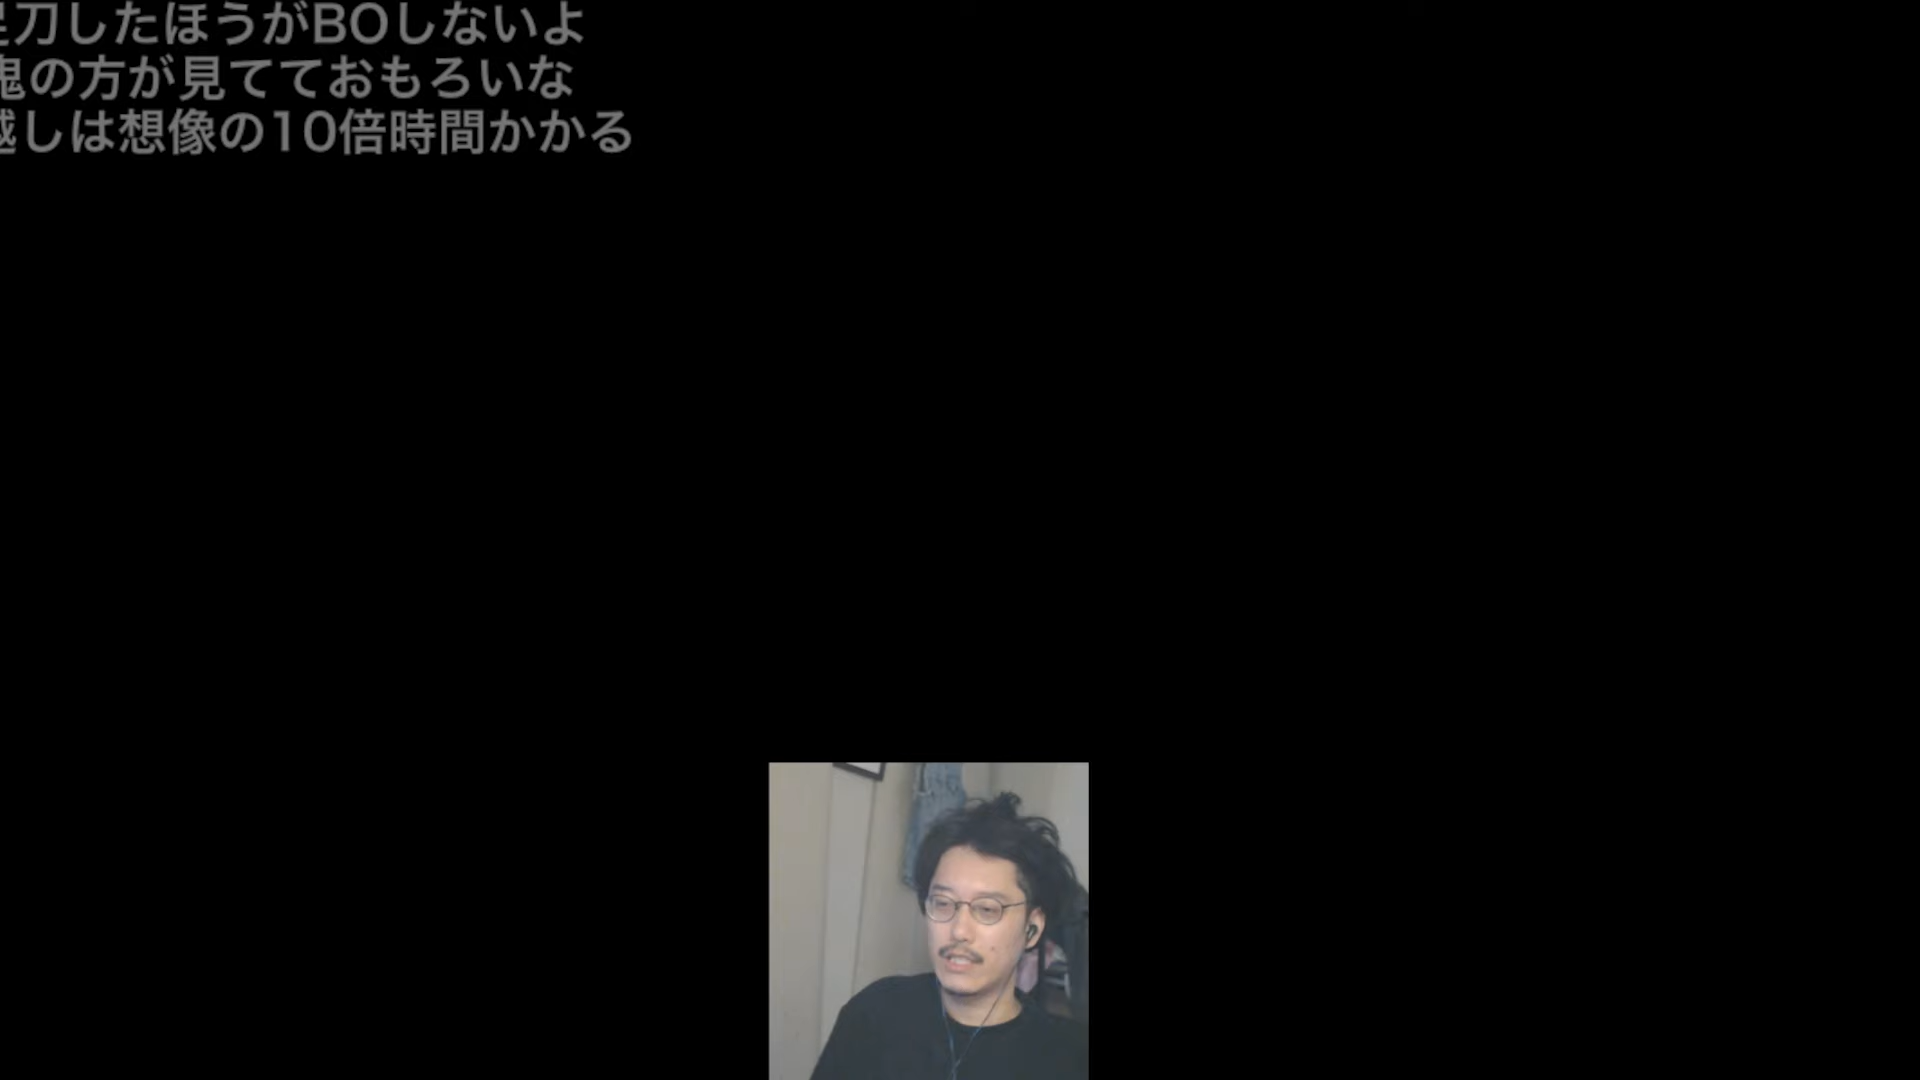 刀したほうがBOしないよ
の方が見てておもろいな
しは想像の10倍時間かかる